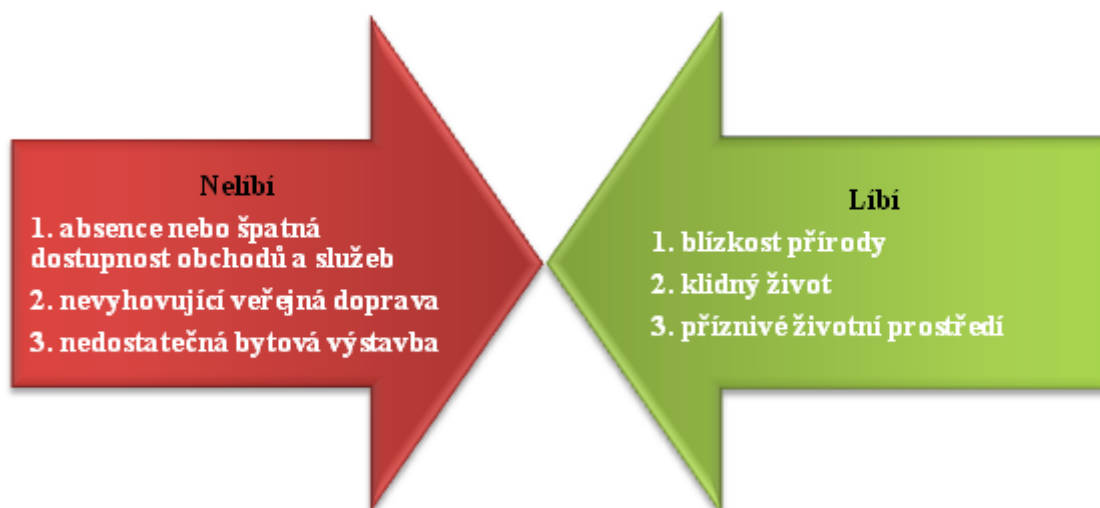 Nelíbí
1. absence nebo špatná
dostupnost obchodů a služeb
2. nevyhovující veřejná doprava
3. nedostatečná bytová výstavba
Líbí
1. blízkost přírody
2. klidný život
3. příznivé životní prostředí